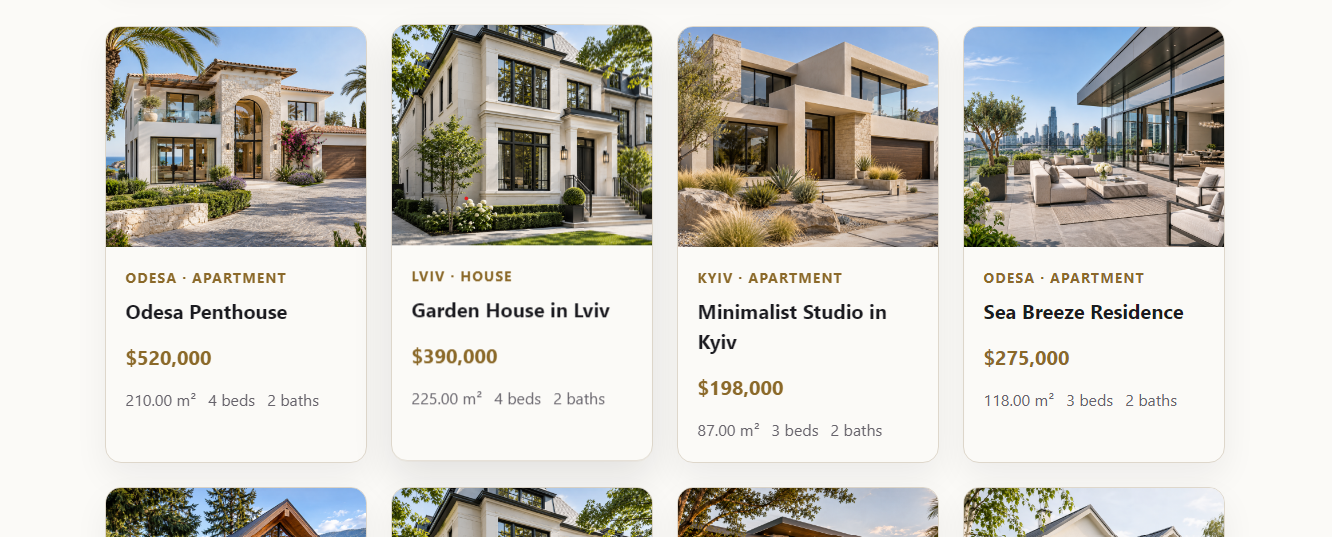 ODESA · APARTMENT
Odesa Penthouse
$520,000
210.00 m² 4 beds 2 baths
LVIV · HOUSE
Garden House in Lviv
$390,000
225.00 m² 4 beds 2 baths
KYIV · APARTMENT
Minimalist Studio in
Kyiv
$198,000
87.00 m² 3 beds 2 baths
ODESA · APARTMENT
Sea Breeze Residence
$275,000
118.00 m² 3 beds 2 baths